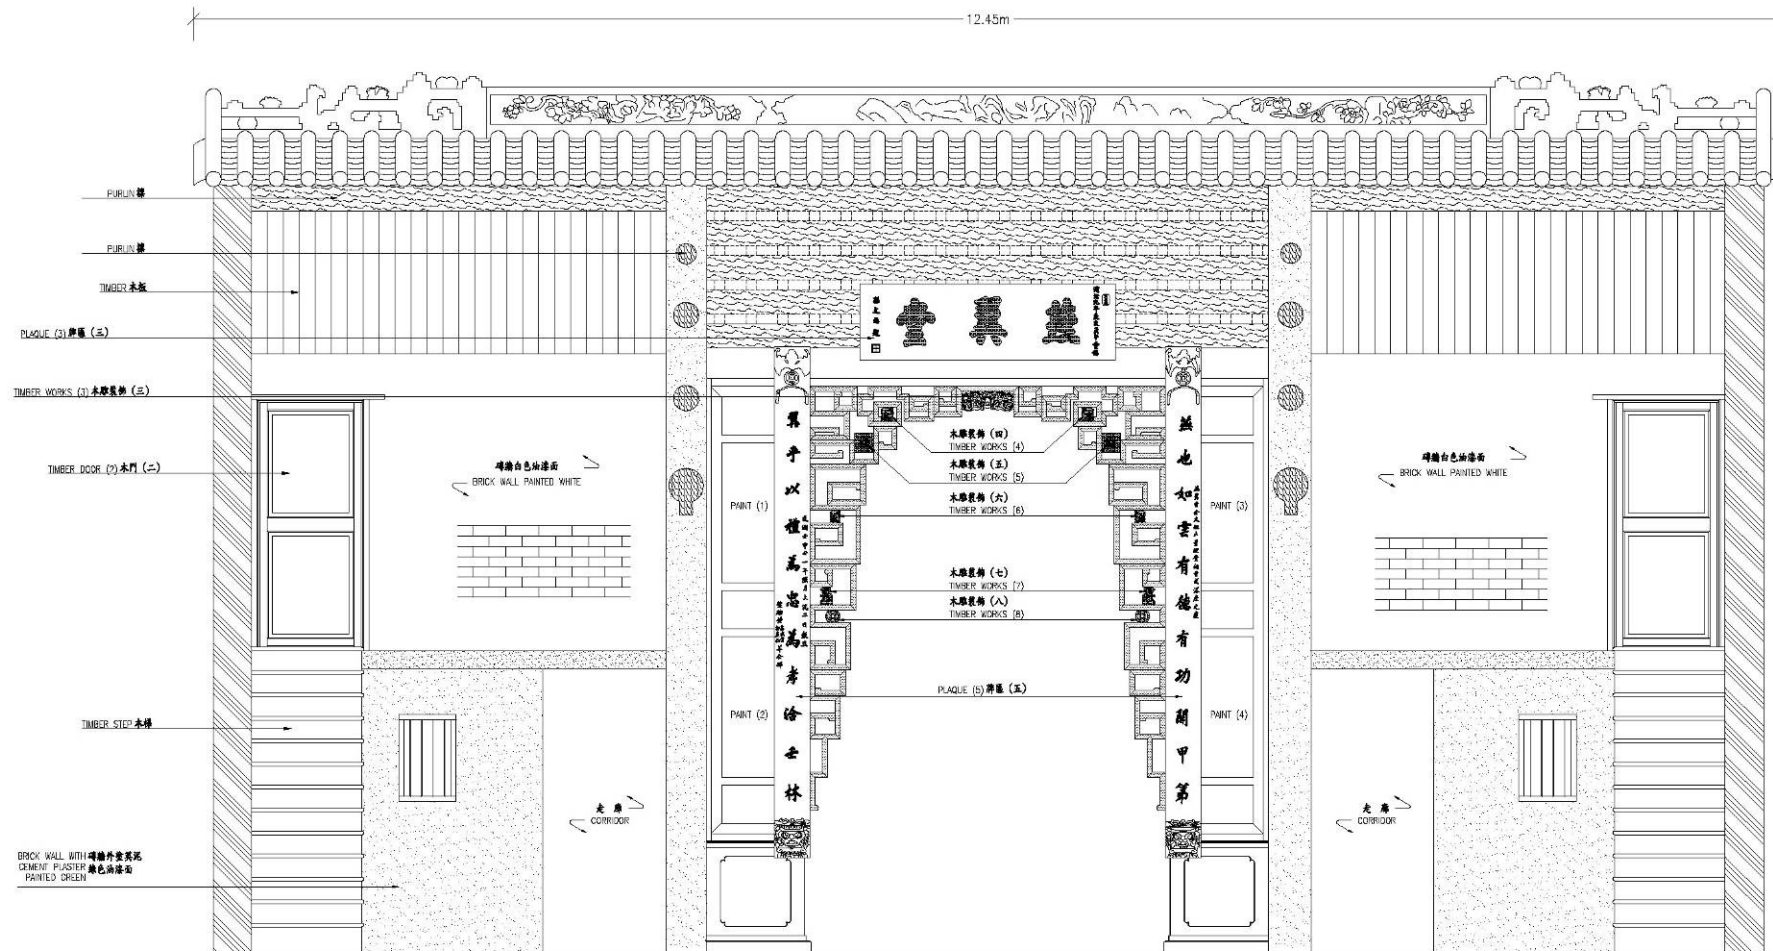 12.45m
PURLIN 檩
PURLIN 檩
TIMBER 木板
PLAQUE (3) 牌匾 (三)
燕翼堂
TIMBER WORKS (3) 木雕裝飾 (三)
TIMBER DOOR (2) 木門 (二)
磚牆白色油漆面
BRICK WALL PAINTED WHITE
木雕裝飾 (四)
TIMBER WORKS (4)
木雕裝飾 (五)
TIMBER WORKS (5)
木雕裝飾 (六)
TIMBER WORKS (6)
木雕裝飾 (七)
TIMBER WORKS (7)
木雕裝飾 (八)
TIMBER WORKS (8)
磚牆白色油漆面
BRICK WALL PAINTED WHITE
PAINT (1)
PAINT (3)
燕也如雲有德有功開甲第
翼乎以禮為忠為孝洽壬林
PLAQUE (5) 牌匾 (五)
PAINT (2)
PAINT (4)
TIMBER STEP 木梯
走廊
CORRIDOR
走廊
CORRIDOR
BRICK WALL WITH 磚牆外塗英泥
CEMENT PLASTER 綠色油漆面
PAINTED GREEN